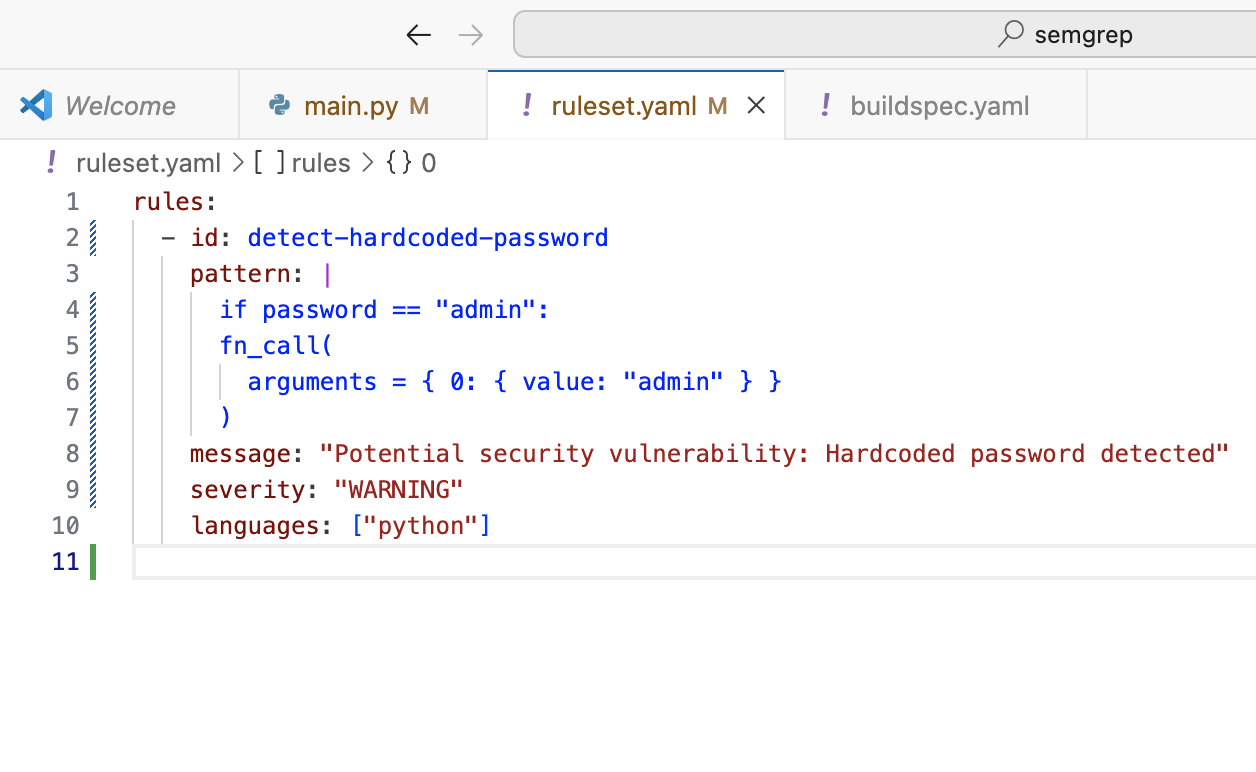 semgrep
Welcome main.py M ! ruleset.yaml M ! buildspec.yaml
! ruleset.yaml > [ ] rules > {} 0
1 rules:
2 - id: detect-hardcoded-password
3 pattern: |
4 if password == "admin":
5 fn_call(
6 arguments = { 0: { value: "admin" } }
7 )
8 message: "Potential security vulnerability: Hardcoded password detected"
9 severity: "WARNING"
10 languages: ["python"]
11